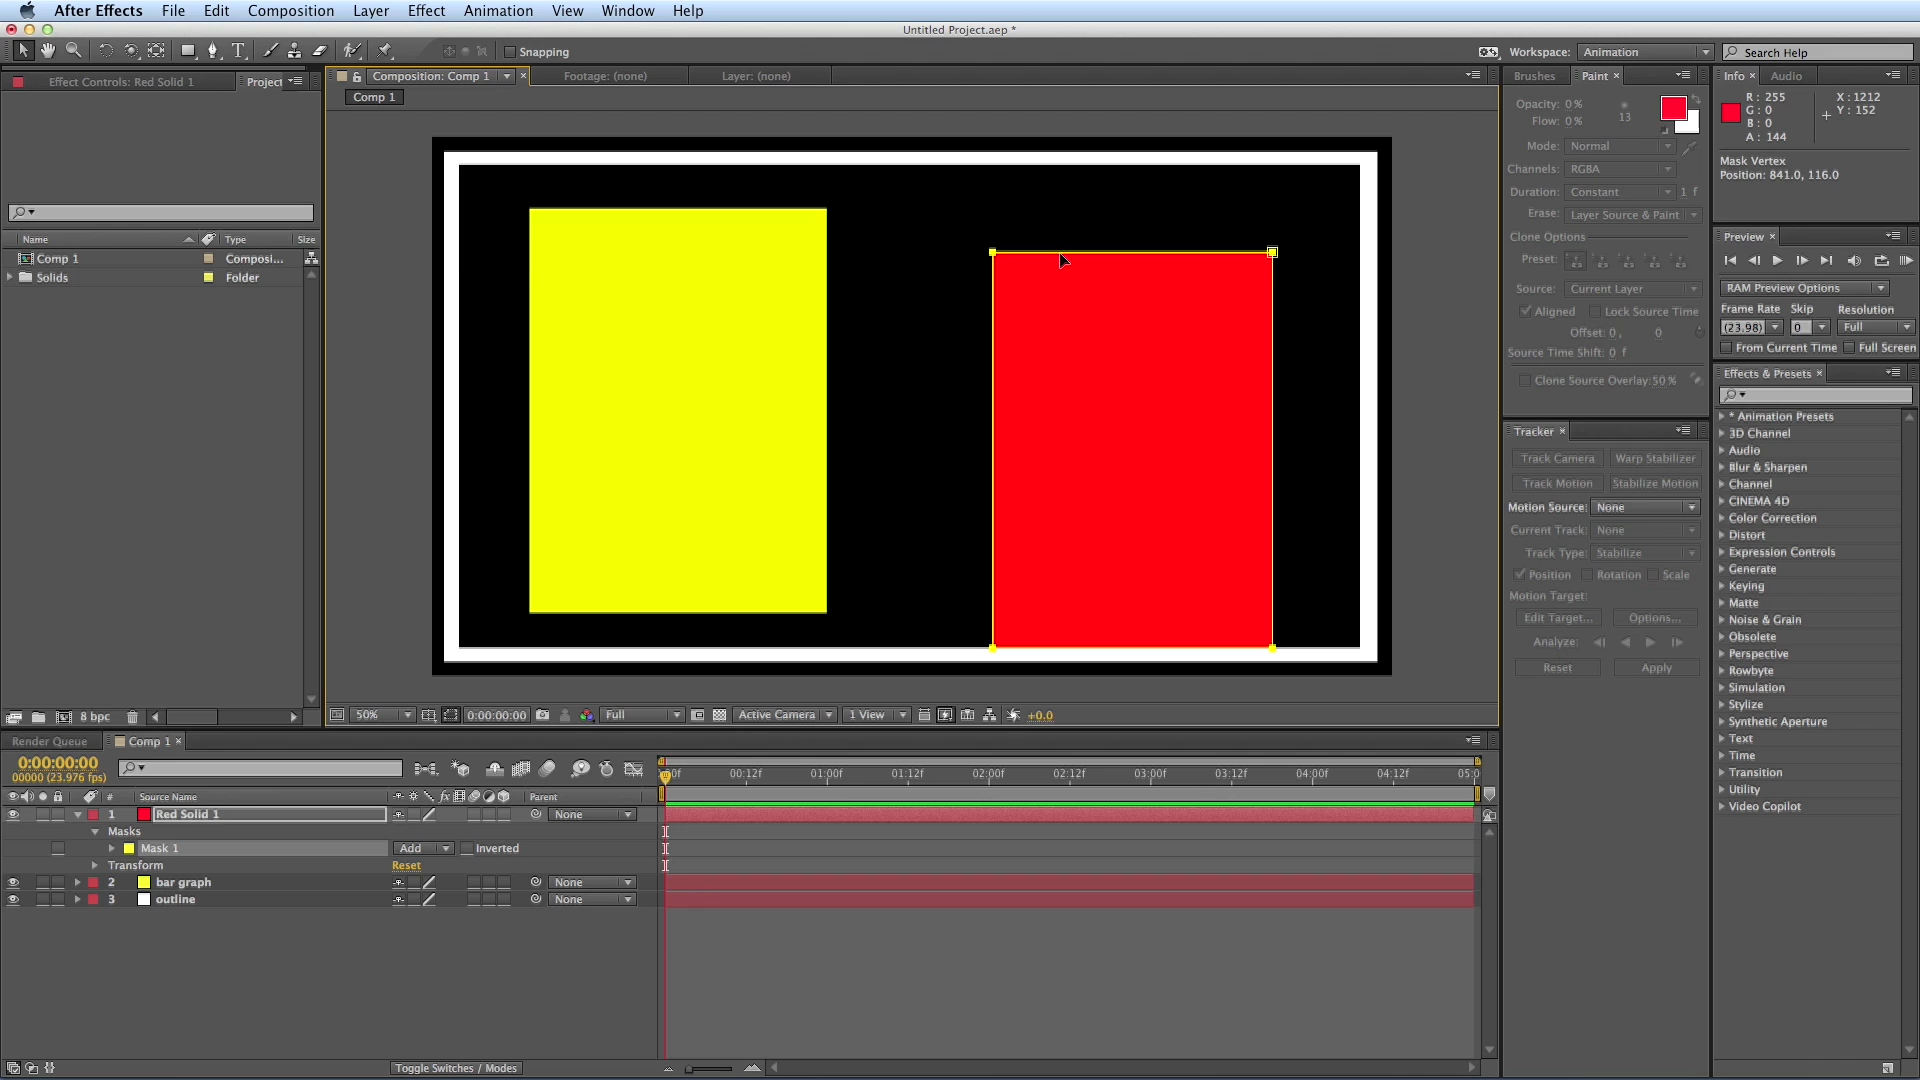 After Effects File Edit Composition Layer Effect Animation View Window Help
Untitled Project.aep *
Snapping
Workspace: Animation
Search Help
Effect Controls: Red Solid 1
Project
Composition: Comp 1
Footage: (none)
Layer: (none)
Comp 1
Name Type Size
Comp 1 Composi...
Solids Folder
8 bpc
50%
0:00:00:00
Full
Active Camera
1 View
+0.0
Brushes
Paint
Opacity: 0 %
Flow: 0 %
13
Mode: Normal
Channels: RGBA
Duration: Constant 1 f
Erase: Layer Source & Paint
Clone Options
Preset:
Source: Current Layer
Aligned Lock Source Time
Offset: 0 , 0
Source Time Shift: 0 f
Clone Source Overlay: 50 %
Tracker
Track Camera Warp Stabilizer
Track Motion Stabilize Motion
Motion Source: None
Current Track: None
Track Type: Stabilize
Position Rotation Scale
Motion Target:
Edit Target... Options...
Analyze:
Reset Apply
Info
Audio
R : 255
G : 0
B : 0
A : 144
X : 1212
Y : 152
Mask Vertex
Position: 841.0, 116.0
Preview
RAM Preview Options
Frame Rate Skip Resolution
(23.98) 0 Full
From Current Time Full Screen
Effects & Presets
* Animation Presets
3D Channel
Audio
Blur & Sharpen
Channel
CINEMA 4D
Color Correction
Distort
Expression Controls
Generate
Keying
Matte
Noise & Grain
Obsolete
Perspective
Rowbyte
Simulation
Stylize
Synthetic Aperture
Text
Time
Transition
Utility
Video Copilot
Render Queue
Comp 1
0:00:00:00
00000 (23.976 fps)
00:12f 01:00f 01:12f 02:00f 02:12f 03:00f 03:12f 04:00f 04:12f
# Source Name fx Parent
1 Red Solid 1 None
Masks
Mask 1 Add Inverted
Transform Reset
2 bar graph None
3 outline None
Toggle Switches / Modes